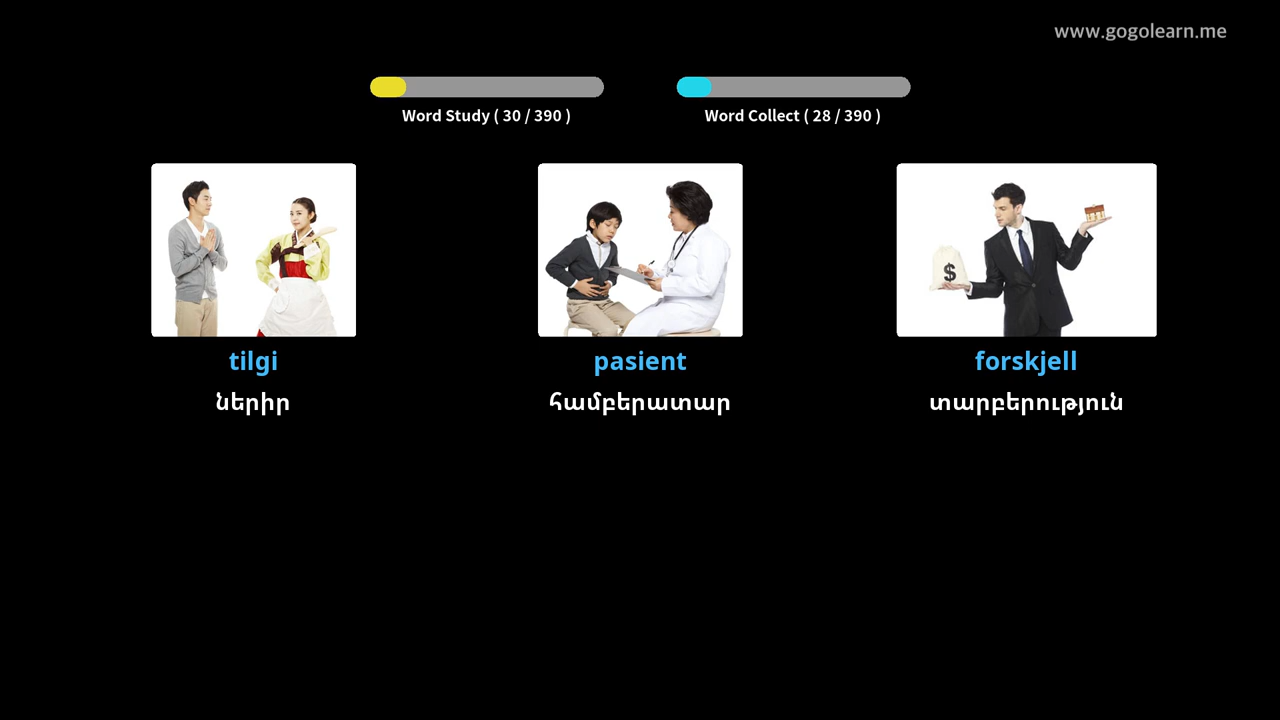 www.gogolearn.me
Word Study ( 30 / 390 )
Word Collect ( 28 / 390 )
$
tilgi
pasient
forskjell
ներիր
համբերատար
տարբերություն